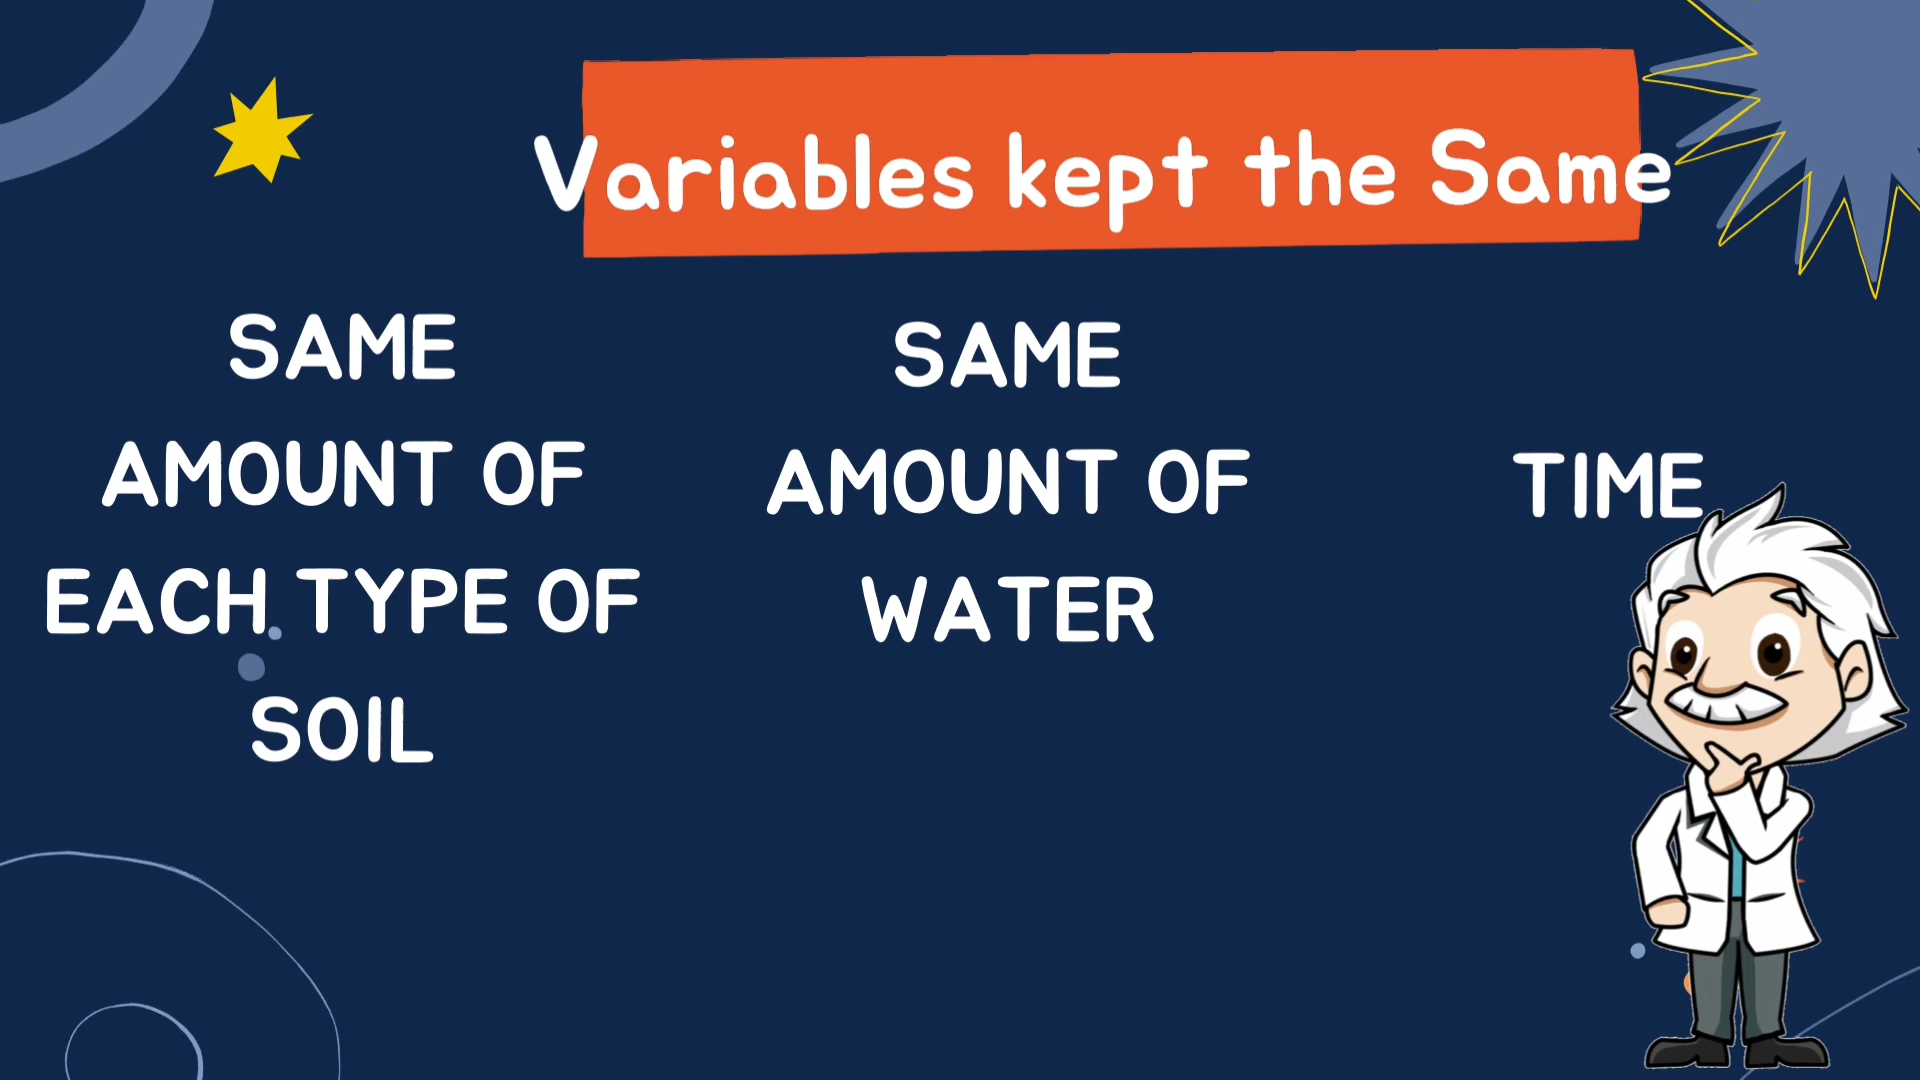 Variables kept the Same
SAME
AMOUNT OF
EACH TYPE OF
SOIL
SAME
AMOUNT OF
WATER
TIME